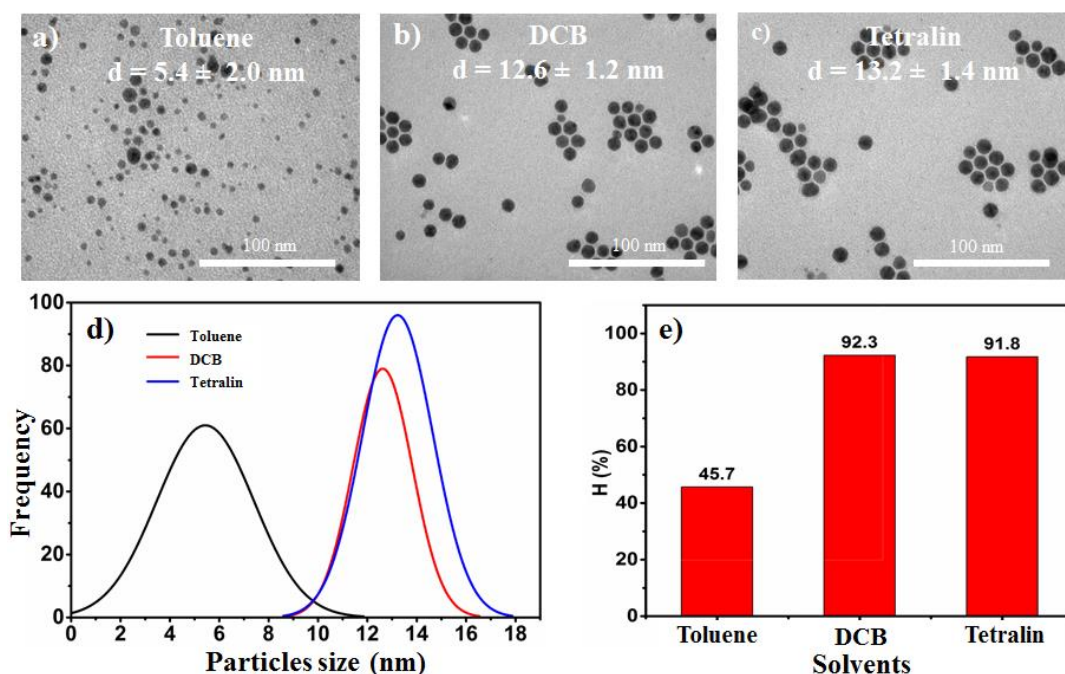 a)
Toluene
d = 5.4 ± 2.0 nm
100 nm
b)
DCB
d = 12.6 ± 1.2 nm
100 nm
c)
Tetralin
d = 13.2 ± 1.4 nm
100 nm
d)
Toluene
DCB
Tetralin
Frequency
100
80
60
40
20
0
0 2 4 6 8 10 12 14 16 18
Particles size (nm)
e)
H (%)
100
80
60
40
20
0
45.7
92.3
91.8
Toluene DCB Tetralin
Solvents